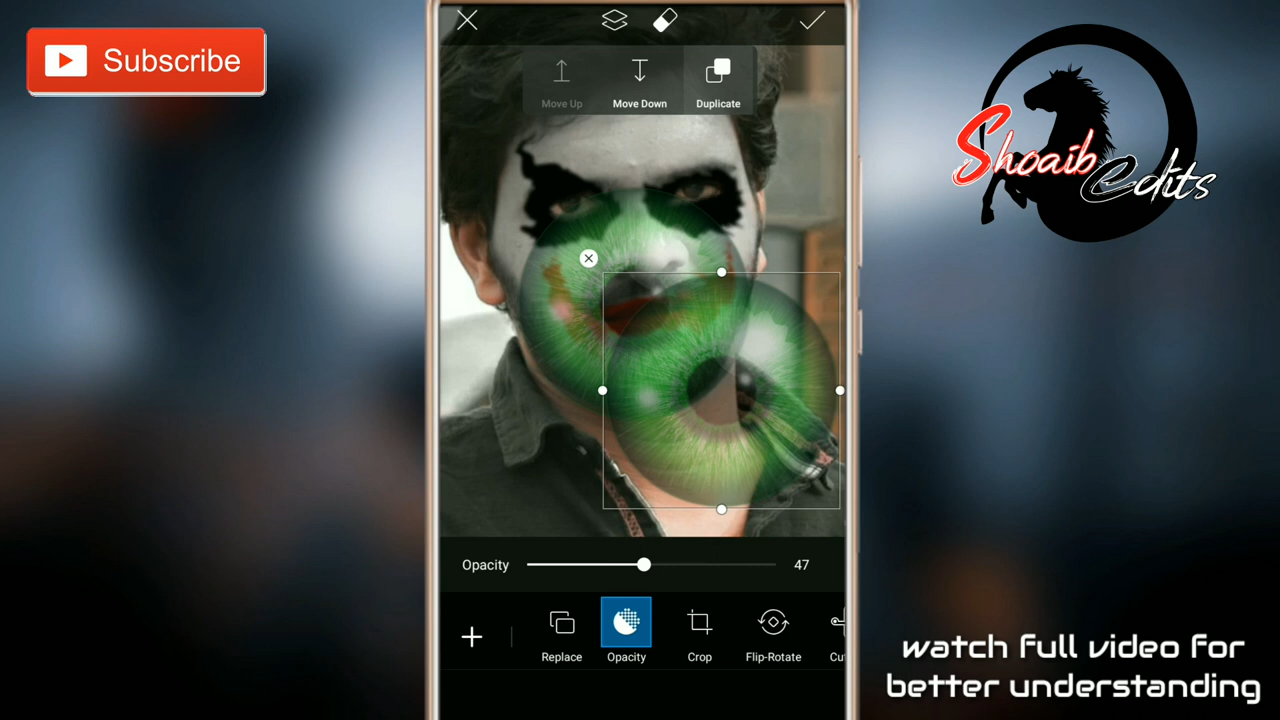 Subscribe
Move Up
Move Down
Duplicate
Shoaib
edits
Opacity
47
Replace
Opacity
Crop
Flip-Rotate
Cu
watch full video for
better understanding